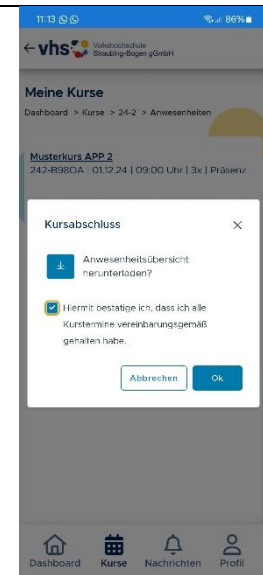 11:13
86%
vhs Volkshochschule
Straubing-Bogen gGmbH
Meine Kurse
Dashboard > Kurse > 24-2 > Anwesenheiten
Musterkurs APP 2
242-B980A | 01.12.24 | 09:00 Uhr | 3x | Präsenz
Kursabschluss
Anwesenheitsübersicht
herunterladen?
Hiermit bestätige ich, dass ich alle
Kurstermine vereinbarungsgemäß
gehalten habe.
Abbrechen
Ok
Dashboard
Kurse
Nachrichten
Profil